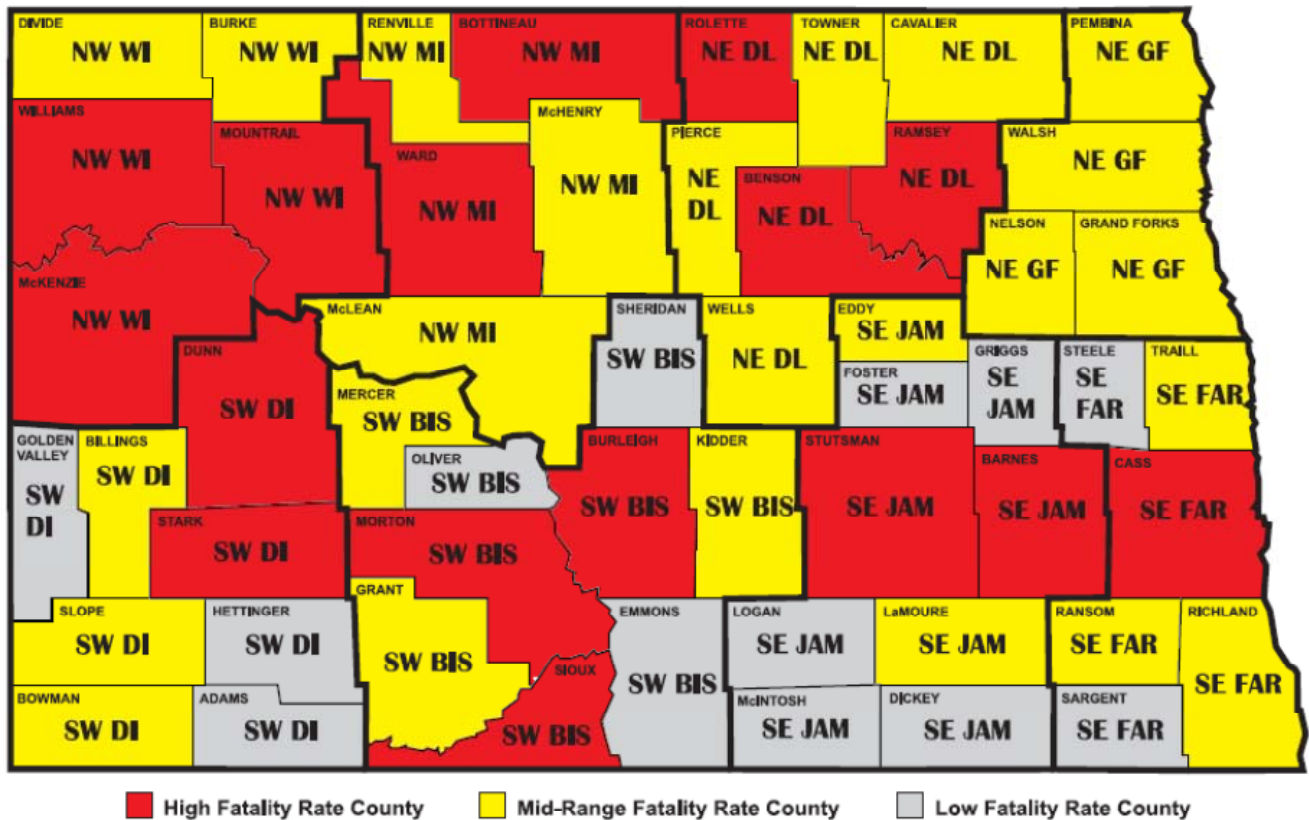 DIVIDE
NW WI
BURKE
NW WI
RENVILLE
NW MI
BOTTINEAU
NW MI
ROLETTE
NE DL
TOWNER
NE DL
CAVALIER
NE DL
PEMBINA
NE GF
WILLIAMS
NW WI
MOUNTRAIL
NW WI
WARD
NW MI
McHENRY
NW MI
PIERCE
NE
DL
BENSON
NE DL
RAMSEY
NE DL
WALSH
NE GF
NELSON
NE GF
GRAND FORKS
NE GF
McKENZIE
NW WI
DUNN
SW DI
McLEAN
NW MI
MERCER
SW BIS
OLIVER
SW BIS
SHERIDAN
SW BIS
WELLS
NE DL
EDDY
SE JAM
FOSTER
SE JAM
GRIGGS
SE
JAM
STEELE
SE
FAR
TRAILL
SE FAR
GOLDEN
VALLEY
SW
DI
BILLINGS
SW DI
STARK
SW DI
MORTON
SW BIS
BURLEIGH
SW BIS
KIDDER
SW BIS
STUTSMAN
SE JAM
BARNES
SE JAM
CASS
SE FAR
SLOPE
SW DI
HETTINGER
SW DI
GRANT
SW BIS
SIOUX
SW BIS
EMMONS
SW BIS
LOGAN
SE JAM
LaMOURE
SE JAM
RANSOM
SE FAR
RICHLAND
SE FAR
BOWMAN
SW DI
ADAMS
SW DI
McINTOSH
SE JAM
DICKEY
SE JAM
SARGENT
SE FAR
High Fatality Rate County
Mid-Range Fatality Rate County
Low Fatality Rate County